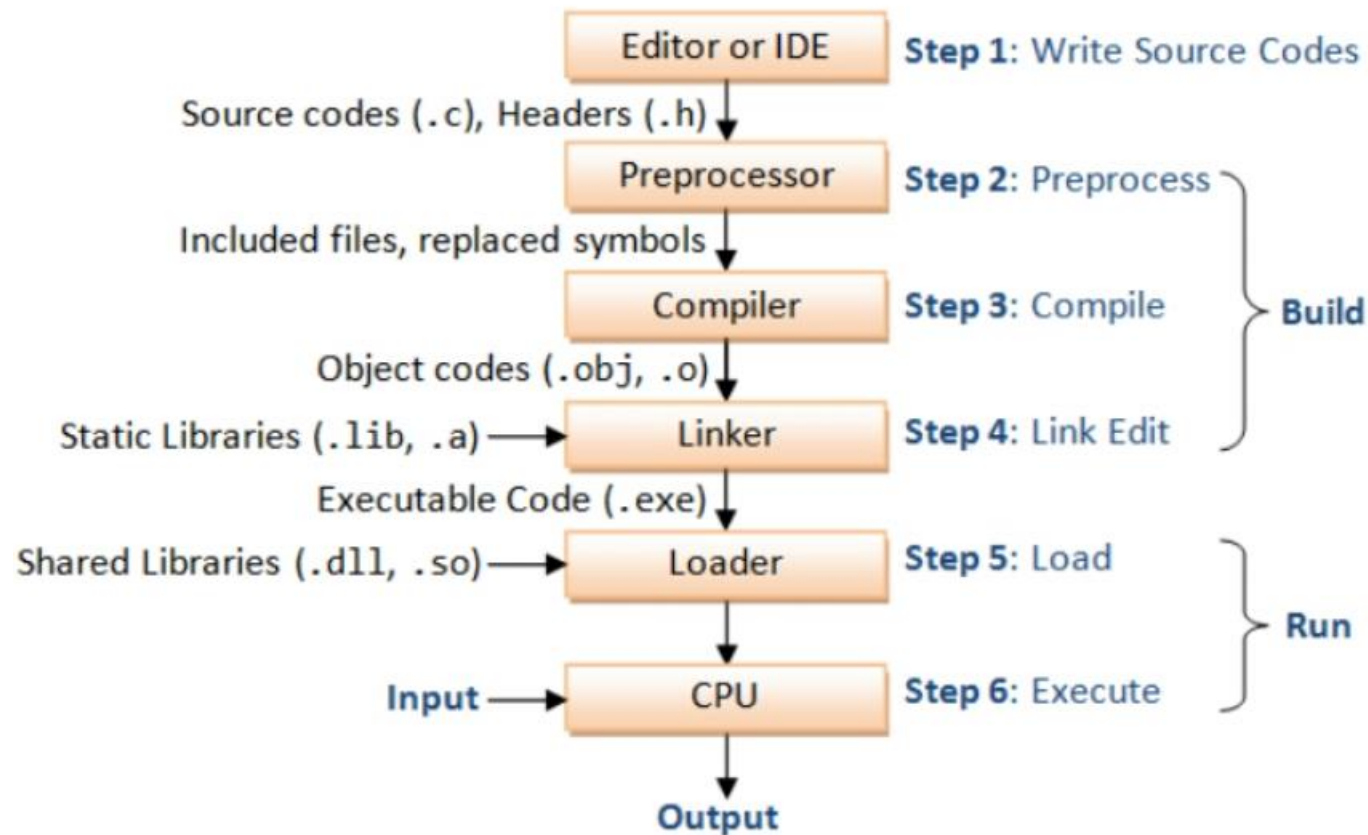 Editor or IDE
Step 1: Write Source Codes
Source codes (.c), Headers (.h)
Preprocessor
Step 2: Preprocess
Included files, replaced symbols
Compiler
Step 3: Compile
Build
Object codes (.obj, .o)
Static Libraries (.lib, .a)
Linker
Step 4: Link Edit
Executable Code (.exe)
Shared Libraries (.dll, .so)
Loader
Step 5: Load
Run
Input
CPU
Step 6: Execute
Output